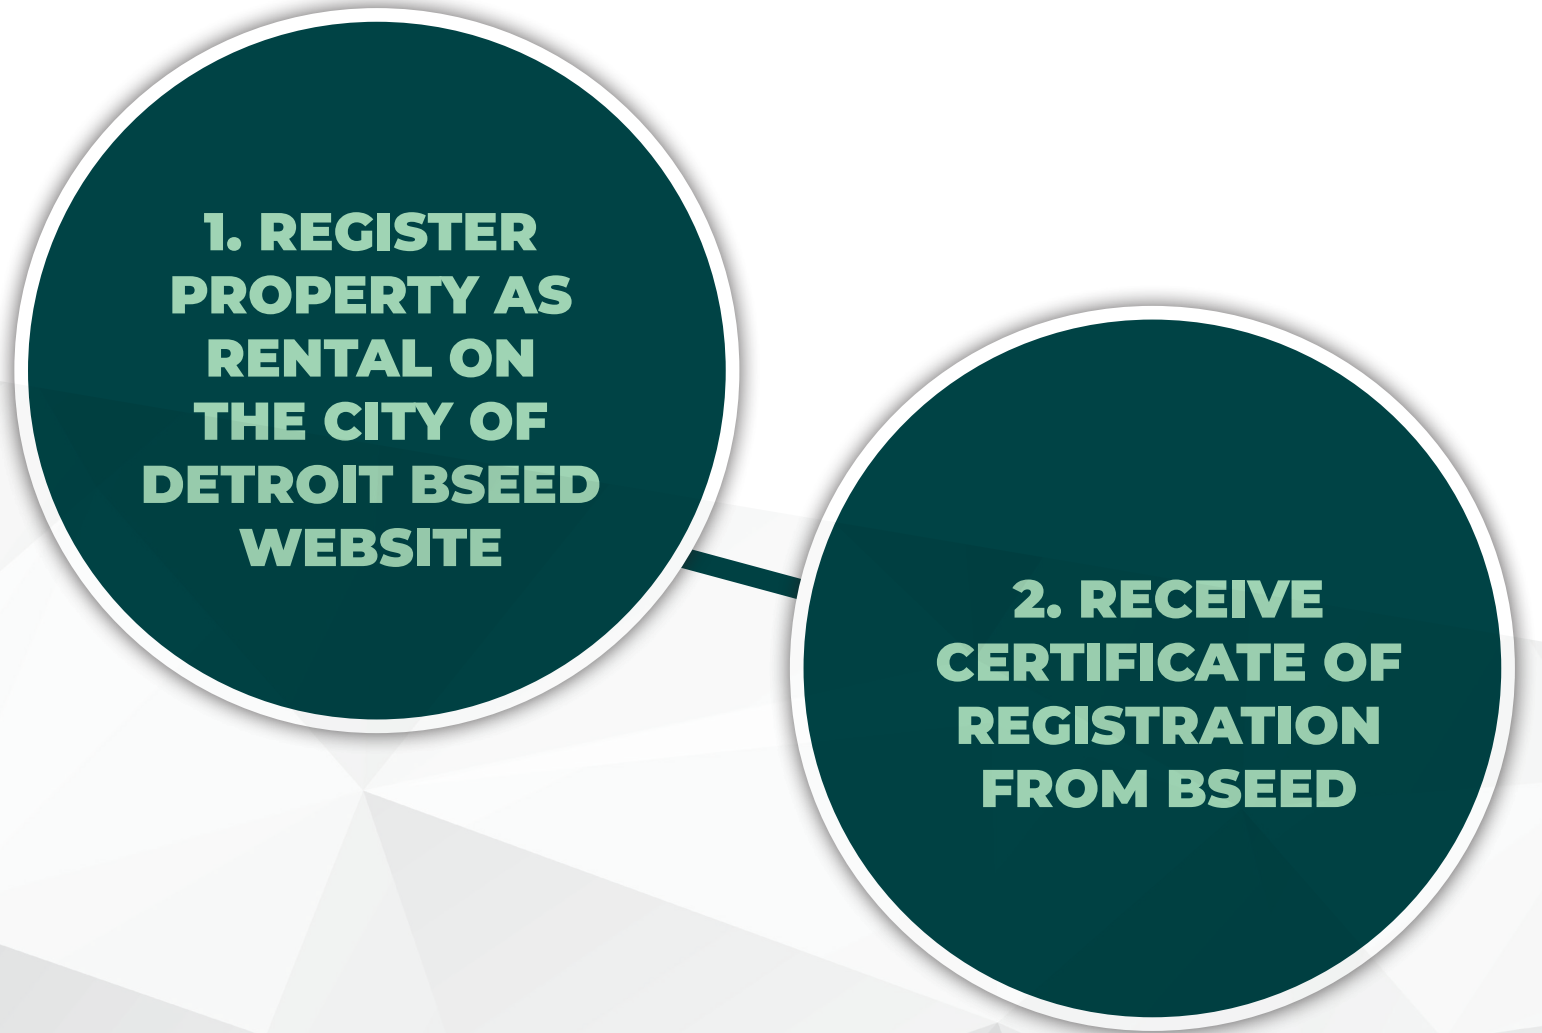 1. REGISTER
PROPERTY AS
RENTAL ON
THE CITY OF
DETROIT BSEED
WEBSITE
2. RECEIVE
CERTIFICATE OF
REGISTRATION
FROM BSEED